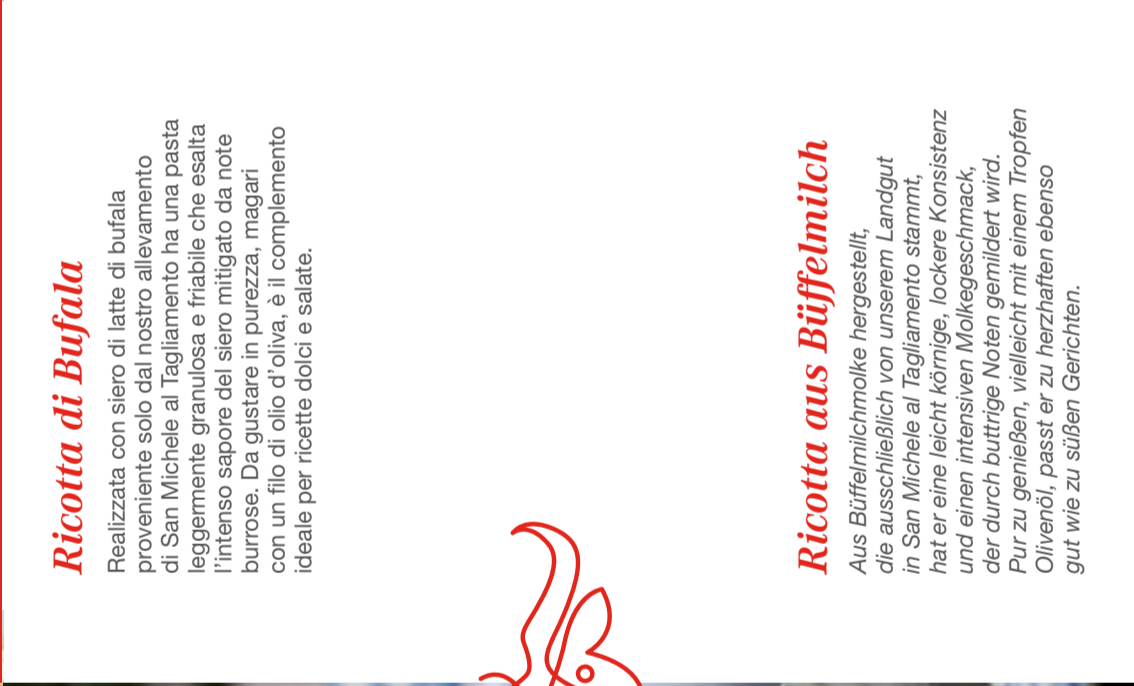 Ricotta di Bufala
Realizzata con siero di latte di bufala
proveniente solo dal nostro allevamento
di San Michele al Tagliamento ha una pasta
leggermente granulosa e friabile che esalta
l'intenso sapore del siero mitigato da note
burrose. Da gustare in purezza, magari
con un filo di olio d'oliva, è il complemento
ideale per ricette dolci e salate.
Ricotta aus Büffelmilch
Aus Büffelmilchmolke hergestellt,
die ausschließlich von unserem Landgut
in San Michele al Tagliamento stammt,
hat er eine leicht körnige, lockere Konsistenz
und einen intensiven Molkegeschmack,
der durch buttrige Noten gemildert wird.
Pur zu genießen, vielleicht mit einem Tropfen
Olivenöl, passt er zu herzhaften ebenso
gut wie zu süßen Gerichten.